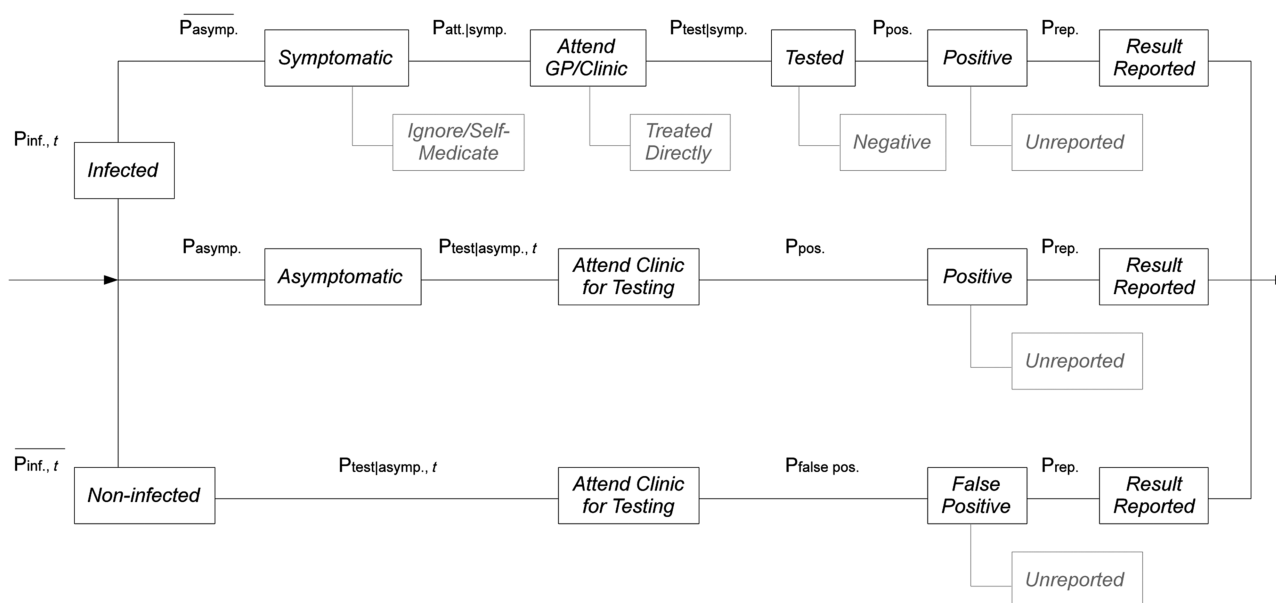 Pasymp. Patt.|symp. Ptest|symp. Ppos. Prep.
Symptomatic
Attend
GP/Clinic
Tested
Positive
Result
Reported
Pinf., t
Infected
Ignore/Self-
Medicate
Treated
Directly
Negative
Unreported
Pasymp. Ptest|asymp., t Ppos. Prep.
Asymptomatic
Attend Clinic
for Testing
Positive
Result
Reported
Unreported
Pinf., t Ptest|asymp., t Pfalse pos. Prep.
Non-infected
Attend Clinic
for Testing
False
Positive
Result
Reported
Unreported